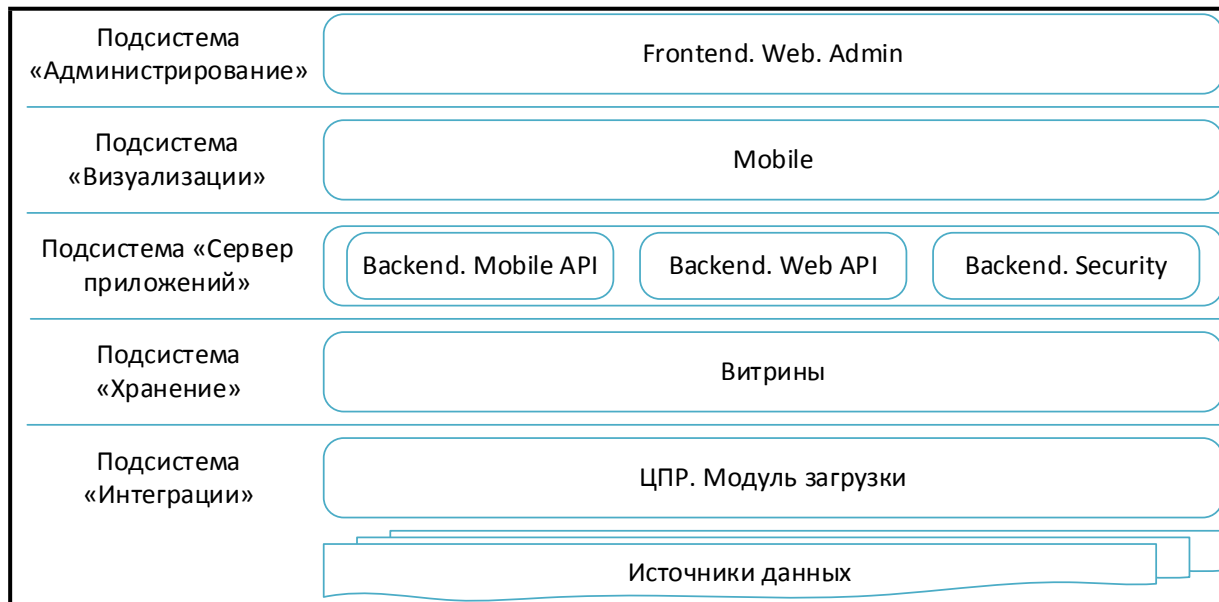 Подсистема
«Администрирование»
Frontend. Web. Admin
Подсистема
«Визуализации»
Mobile
Подсистема «Сервер
приложений»
Backend. Mobile API
Backend. Web API
Backend. Security
Подсистема
«Хранение»
Витрины
Подсистема
«Интеграции»
ЦПР. Модуль загрузки
Источники данных